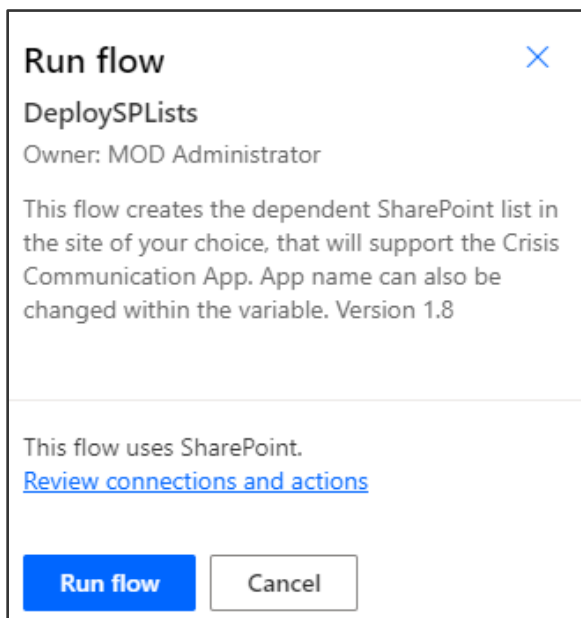 Run flow
DeploySPLists
Owner: MOD Administrator
This flow creates the dependent SharePoint list in
the site of your choice, that will support the Crisis
Communication App. App name can also be
changed within the variable. Version 1.8
This flow uses SharePoint.
Review connections and actions
Run flow
Cancel